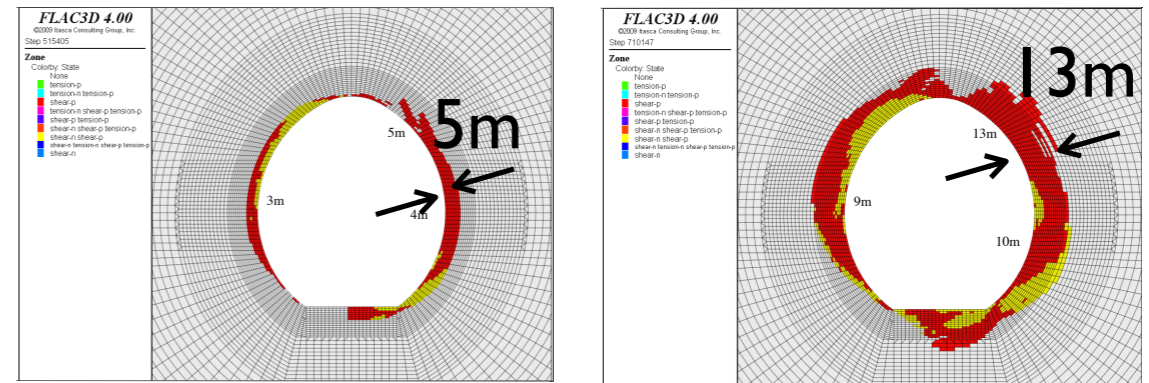 FLAC3D 4.00
©2009 Itasca Consulting Group, Inc.
Step 515405
Zone
Colorby: State
None
tension-p
tension-n tension-p
shear-p
tension-n shear-p tension-p
shear-p tension-p
shear-n shear-p tension-p
shear-n shear-p
shear-n tension-n shear-p tension-p
shear-n
5m
5m
3m
4m
FLAC3D 4.00
©2009 Itasca Consulting Group, Inc.
Step 710147
Zone
Colorby: State
None
tension-p
tension-n tension-p
shear-p
tension-n shear-p tension-p
shear-p tension-p
shear-n shear-p tension-p
shear-n shear-p
shear-n tension-n shear-p tension-p
shear-n
13m
13m
9m
10m